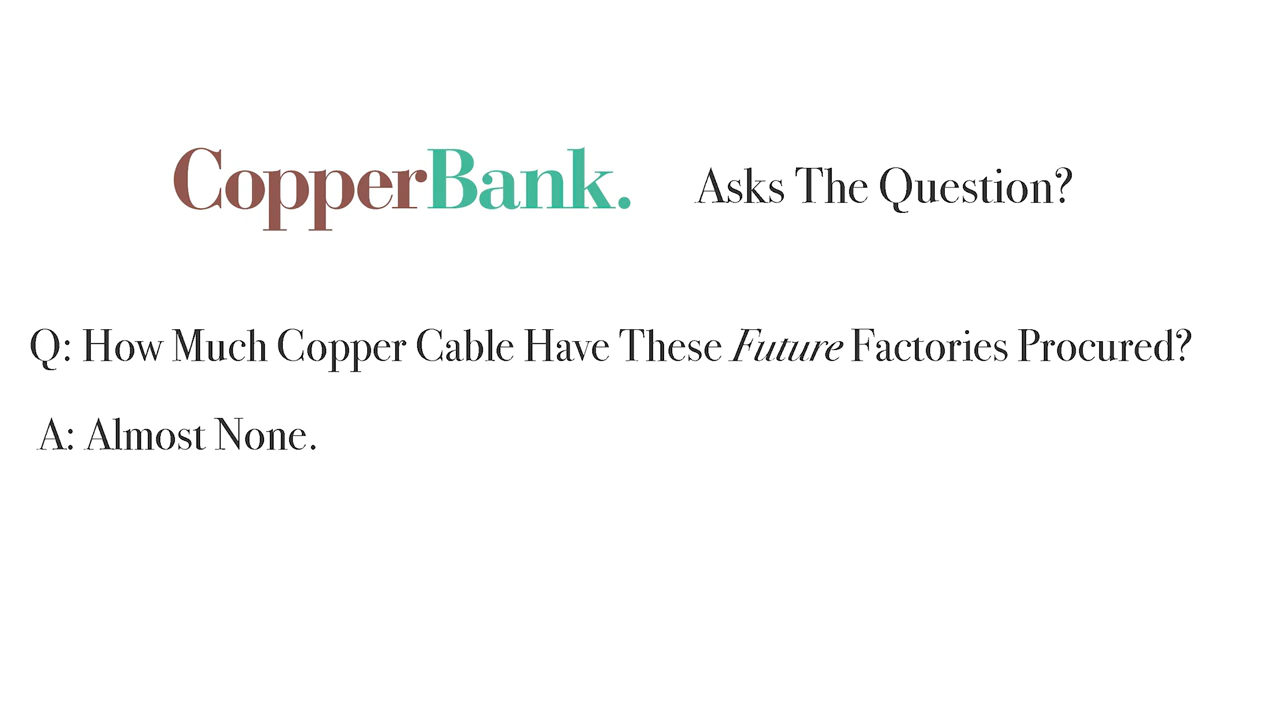 CopperBank. Asks The Question?
Q: How Much Copper Cable Have These Future Factories Procured?
A: Almost None.